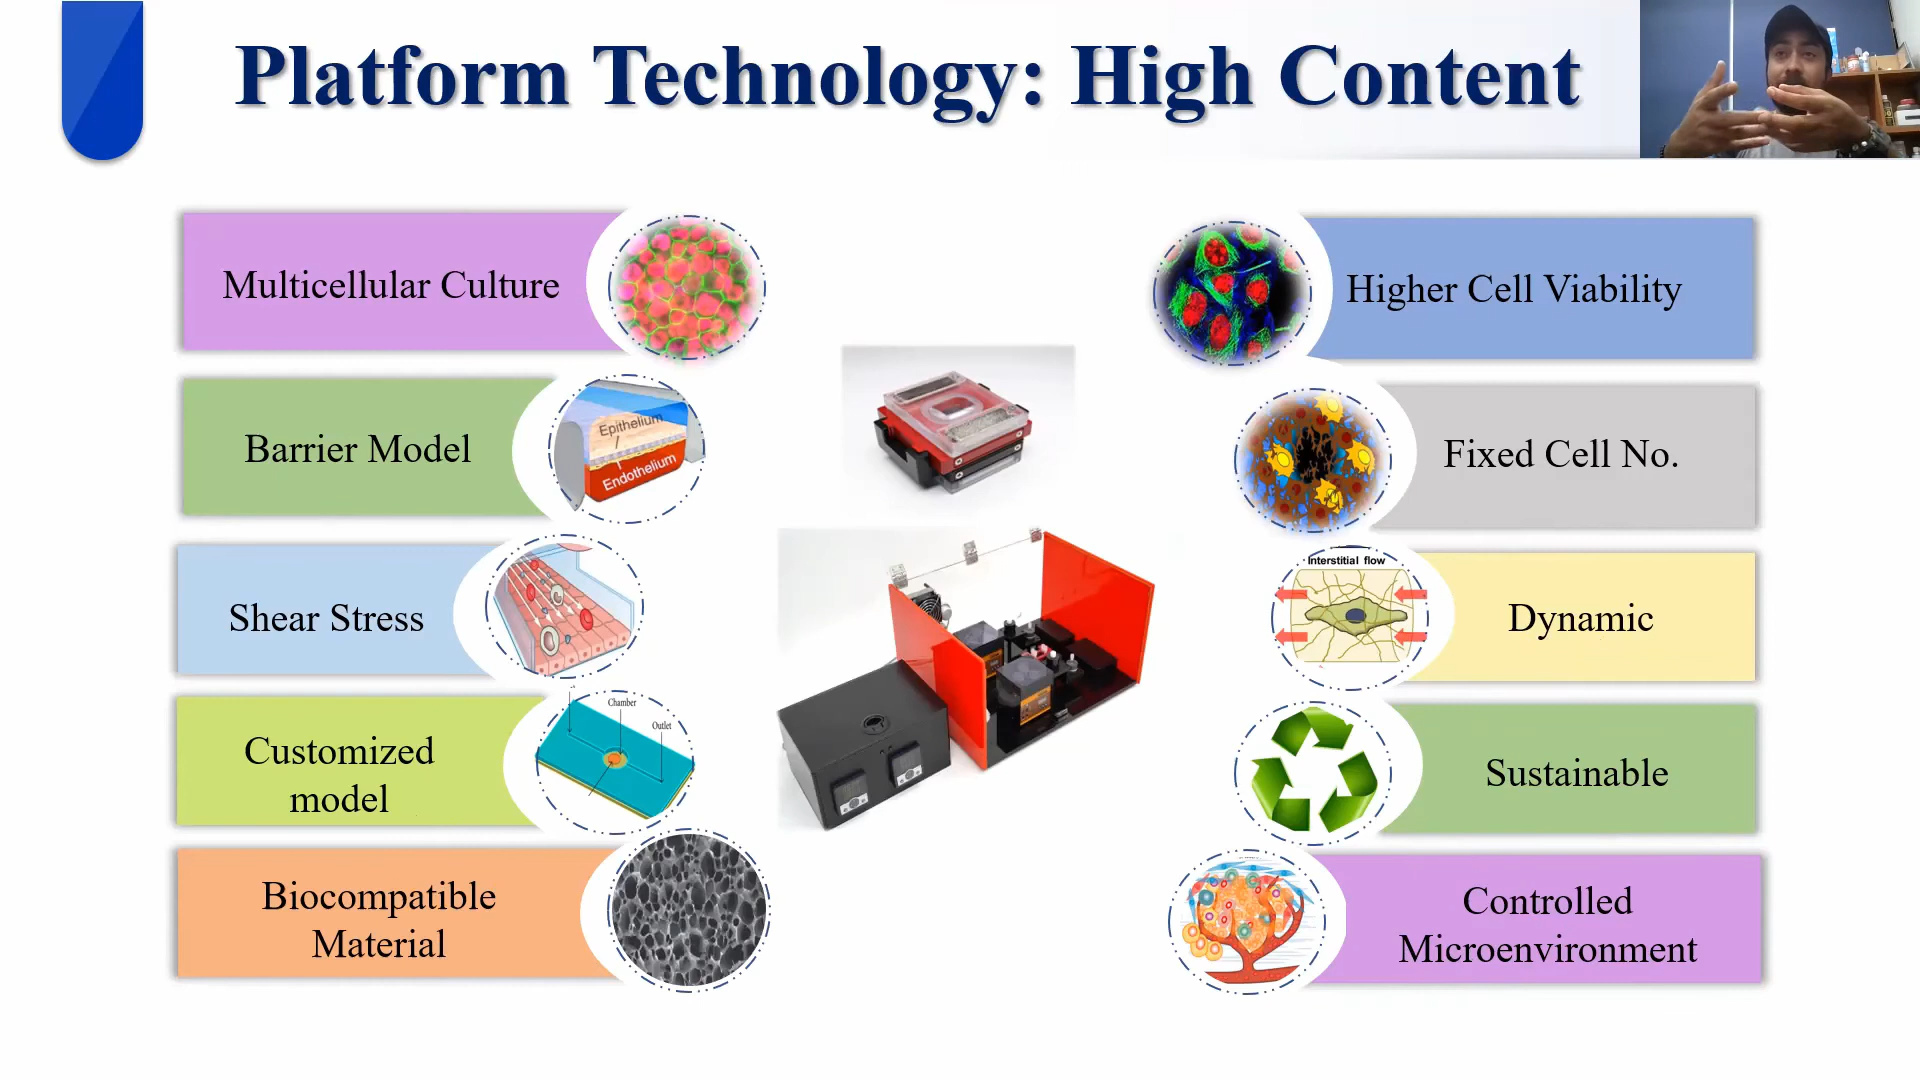 Platform Technology: High Content
Multicellular Culture
Barrier Model
Epithelium
Endothelium
Shear Stress
Customized
model
Chamber
Outlet
Biocompatible
Material
Higher Cell Viability
Fixed Cell No.
Interstitial flow
Dynamic
Sustainable
Controlled
Microenvironment